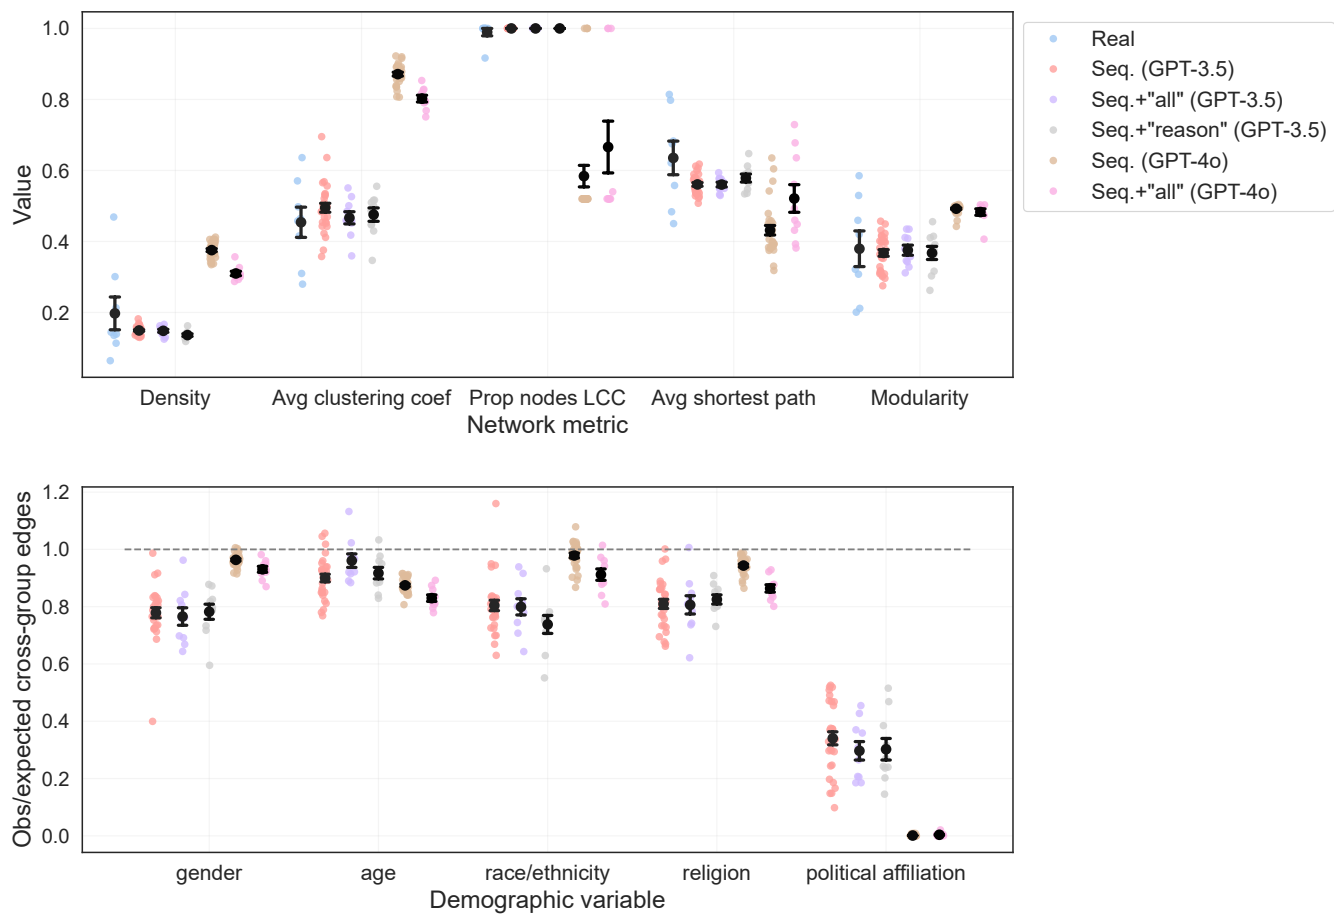 1.0
0.8
0.6
0.4
0.2
Value
Density
Avg clustering coef
Prop nodes LCC
Avg shortest path
Modularity
Network metric
Real
Seq. (GPT-3.5)
Seq.+"all" (GPT-3.5)
Seq.+"reason" (GPT-3.5)
Seq. (GPT-4o)
Seq.+"all" (GPT-4o)
1.2
1.0
0.8
0.6
0.4
0.2
0.0
Obs/expected cross-group edges
gender
age
race/ethnicity
religion
political affiliation
Demographic variable